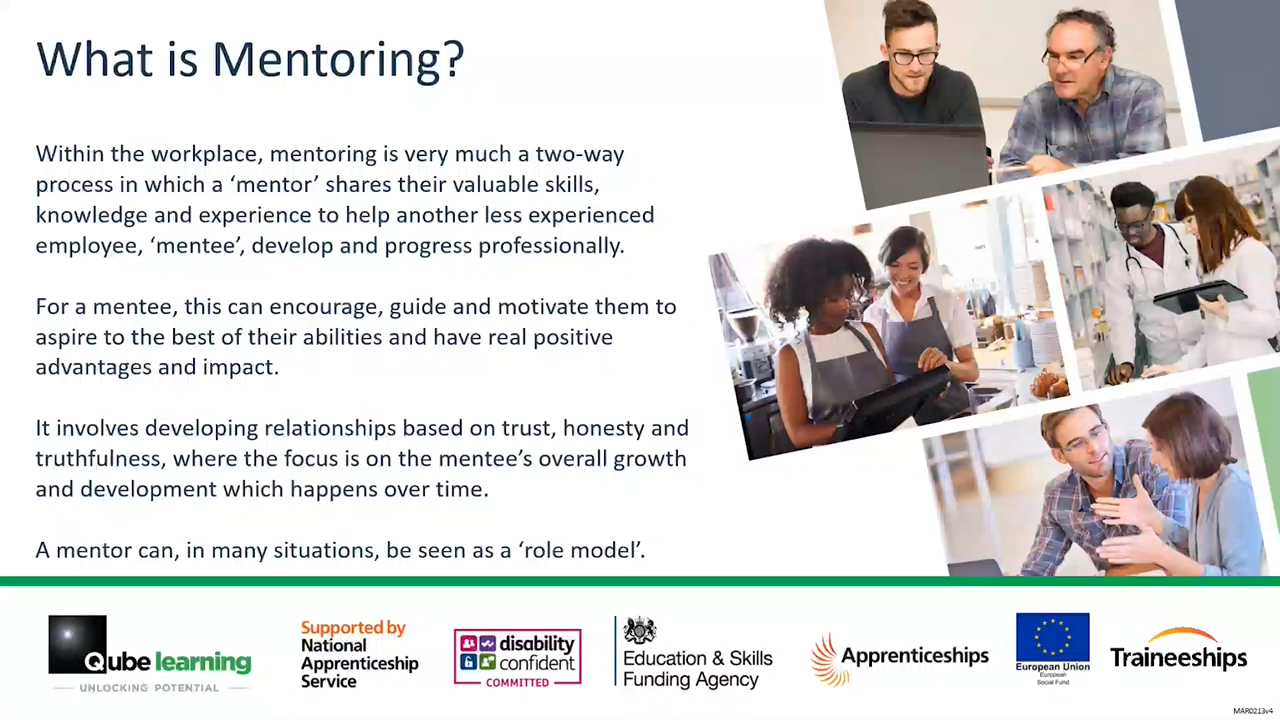 What is Mentoring?
Within the workplace, mentoring is very much a two-way
process in which a ‘mentor’ shares their valuable skills,
knowledge and experience to help another less experienced
employee, ‘mentee’, develop and progress professionally.
For a mentee, this can encourage, guide and motivate them to
aspire to the best of their abilities and have real positive
advantages and impact.
It involves developing relationships based on trust, honesty and
truthfulness, where the focus is on the mentee’s overall growth
and development which happens over time.
A mentor can, in many situations, be seen as a ‘role model’.
Qube learning
UNLOCKING POTENTIAL
Supported by
National
Apprenticeship
Service
disability
confident
COMMITTED
Education & Skills
Funding Agency
Apprenticeships
European Union
European
Social Fund
Traineeships
MAR0213v4